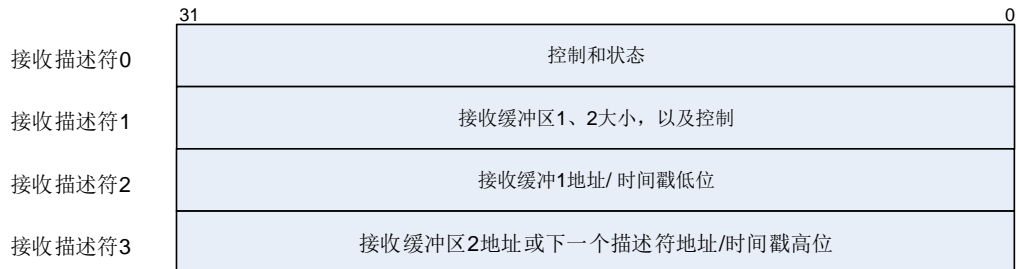 31 0
接收描述符0 控制和状态
接收描述符1 接收缓冲区1、2大小，以及控制
接收描述符2 接收缓冲1地址/ 时间戳低位
接收描述符3 接收缓冲区2地址或下一个描述符地址/时间戳高位